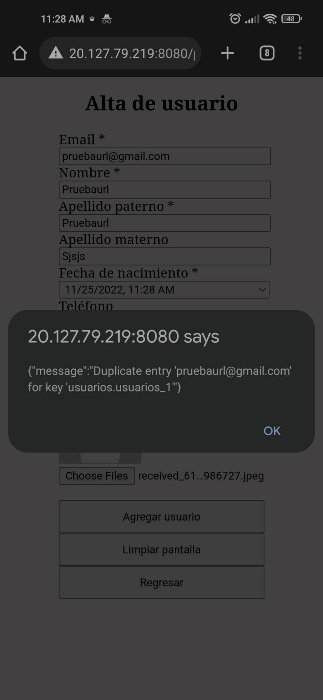 11:28 AM
48
20.127.79.219:8080/
8
Alta de usuario
Email *
pruebaurl@gmail.com
Nombre *
Pruebaurl
Apellido paterno *
Pruebaurl
Apellido materno
Sjsjs
Fecha de nacimiento *
11/25/2022, 11:28 AM
Teléfono
20.127.79.219:8080 says
{"message":"Duplicate entry 'pruebaurl@gmail.com'
for key 'usuarios.usuarios_1'"}
OK
Choose Files received_61...986727.jpeg
Agregar usuario
Limpiar pantalla
Regresar